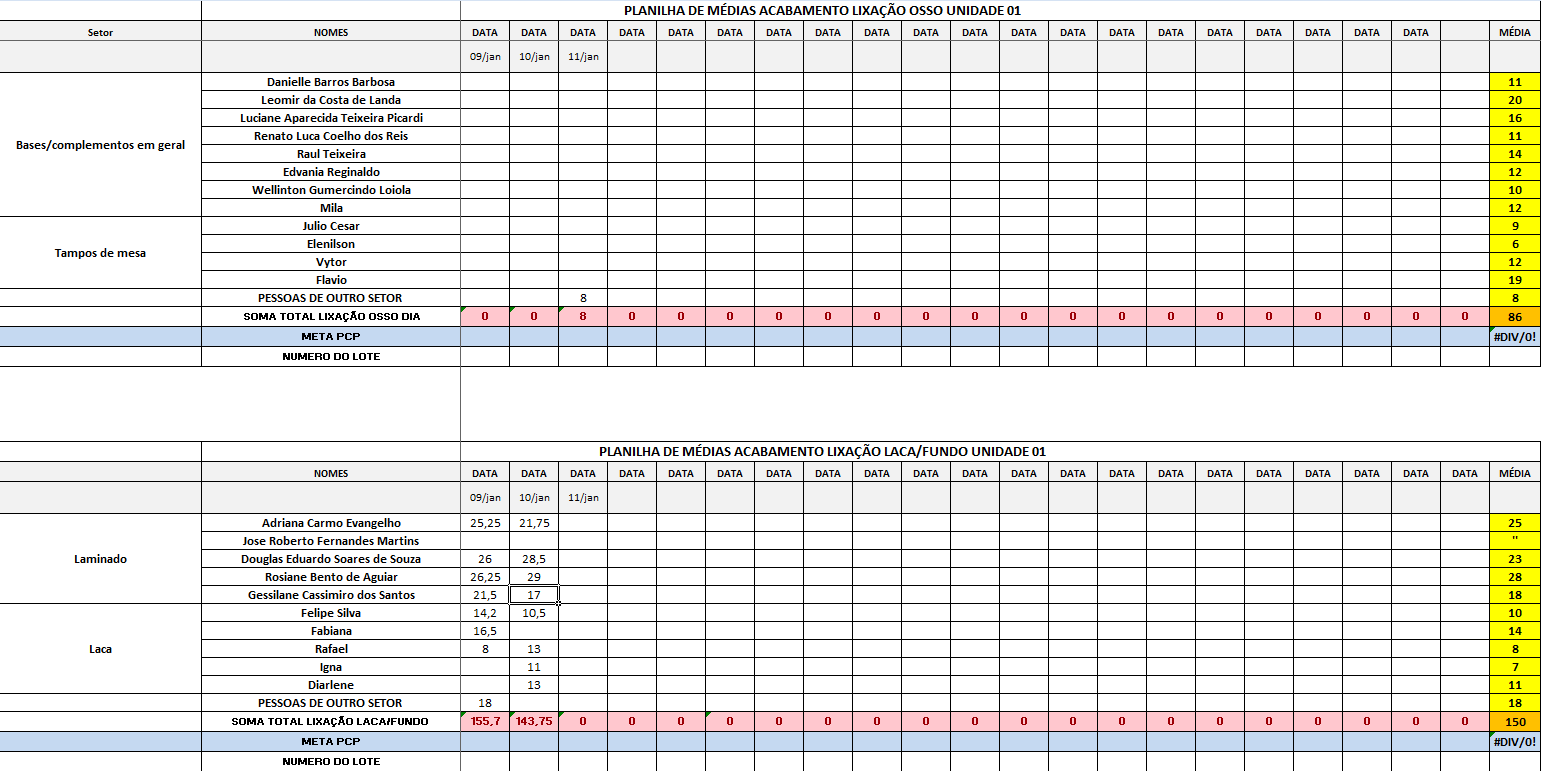 PLANILHA DE MÉDIAS ACABAMENTO LIXAÇÃO OSSO UNIDADE 01
Setor NOMES DATA DATA DATA DATA DATA DATA DATA DATA DATA DATA DATA DATA DATA DATA DATA DATA DATA DATA DATA DATA MÉDIA
09/jan 10/jan 11/jan
Danielle Barros Barbosa 11
Leomir da Costa de Landa 20
Luciane Aparecida Teixeira Picardi 16
Renato Luca Coelho dos Reis 11
Bases/complementos em geral
Raul Teixeira 14
Edvania Reginaldo 12
Wellinton Gumercindo Loiola 10
Mila 12
Julio Cesar 9
Elenilson 6
Tampos de mesa
Vytor 12
Flavio 19
PESSOAS DE OUTRO SETOR 8 8
SOMA TOTAL LIXAÇÃO OSSO DIA 0 0 8 0 0 0 0 0 0 0 0 0 0 0 0 0 0 0 0 0 0 86
META PCP #DIV/0!
NUMERO DO LOTE
PLANILHA DE MÉDIAS ACABAMENTO LIXAÇÃO LACA/FUNDO UNIDADE 01
NOMES DATA DATA DATA DATA DATA DATA DATA DATA DATA DATA DATA DATA DATA DATA DATA DATA DATA DATA DATA DATA DATA MÉDIA
09/jan 10/jan 11/jan
Adriana Carmo Evangelho 25,25 21,75 25
Jose Roberto Fernandes Martins "
Laminado Douglas Eduardo Soares de Souza 26 28,5 23
Rosiane Bento de Aguiar 26,25 29 28
Gessilane Cassimiro dos Santos 21,5 17 18
Felipe Silva 14,2 10,5 10
Fabiana 16,5 14
Laca Rafael 8 13 8
Igna 11 7
Diarlene 13 11
PESSOAS DE OUTRO SETOR 18 18
SOMA TOTAL LIXAÇÃO LACA/FUNDO 155,7 143,75 0 0 0 0 0 0 0 0 0 0 0 0 0 0 0 0 0 0 0 150
META PCP #DIV/0!
NUMERO DO LOTE